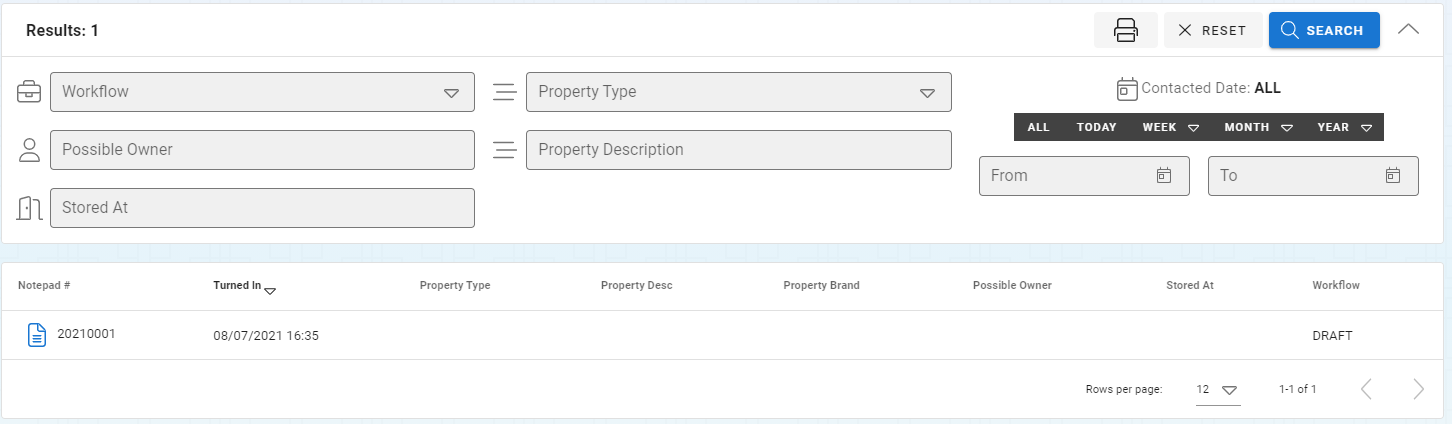 Results: 1
RESET
SEARCH
Workflow
Property Type
Contacted Date: ALL
ALL TODAY WEEK MONTH YEAR
Possible Owner
Property Description
From
To
Stored At
Notepad # Turned In Property Type Property Desc Property Brand Possible Owner Stored At Workflow
20210001 08/07/2021 16:35 DRAFT
Rows per page: 12 1-1 of 1